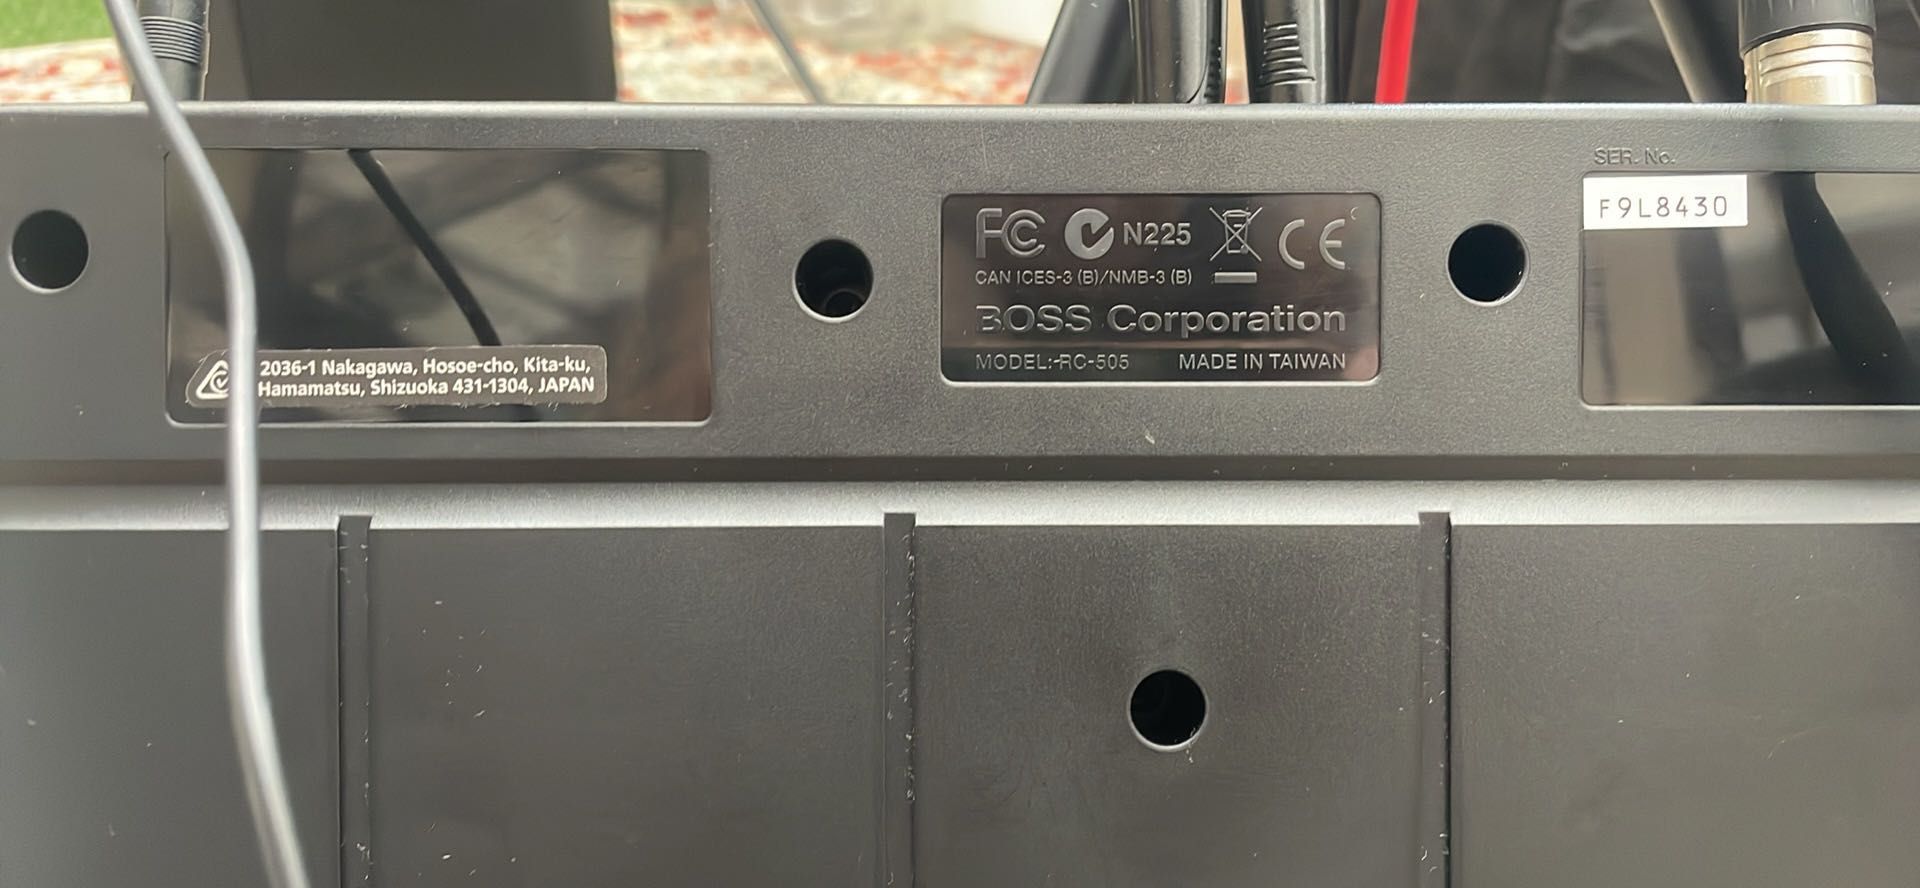 2036-1 Nakagawa, Hosoe-cho, Kita-ku,
Hamamatsu, Shizuoka 431-1304, JAPAN
FC N225 CE
CAN ICES-3 (B)/NMB-3 (B)
BOSS Corporation
MODEL: RC-505 MADE IN TAIWAN
SER. No.
F9L8430